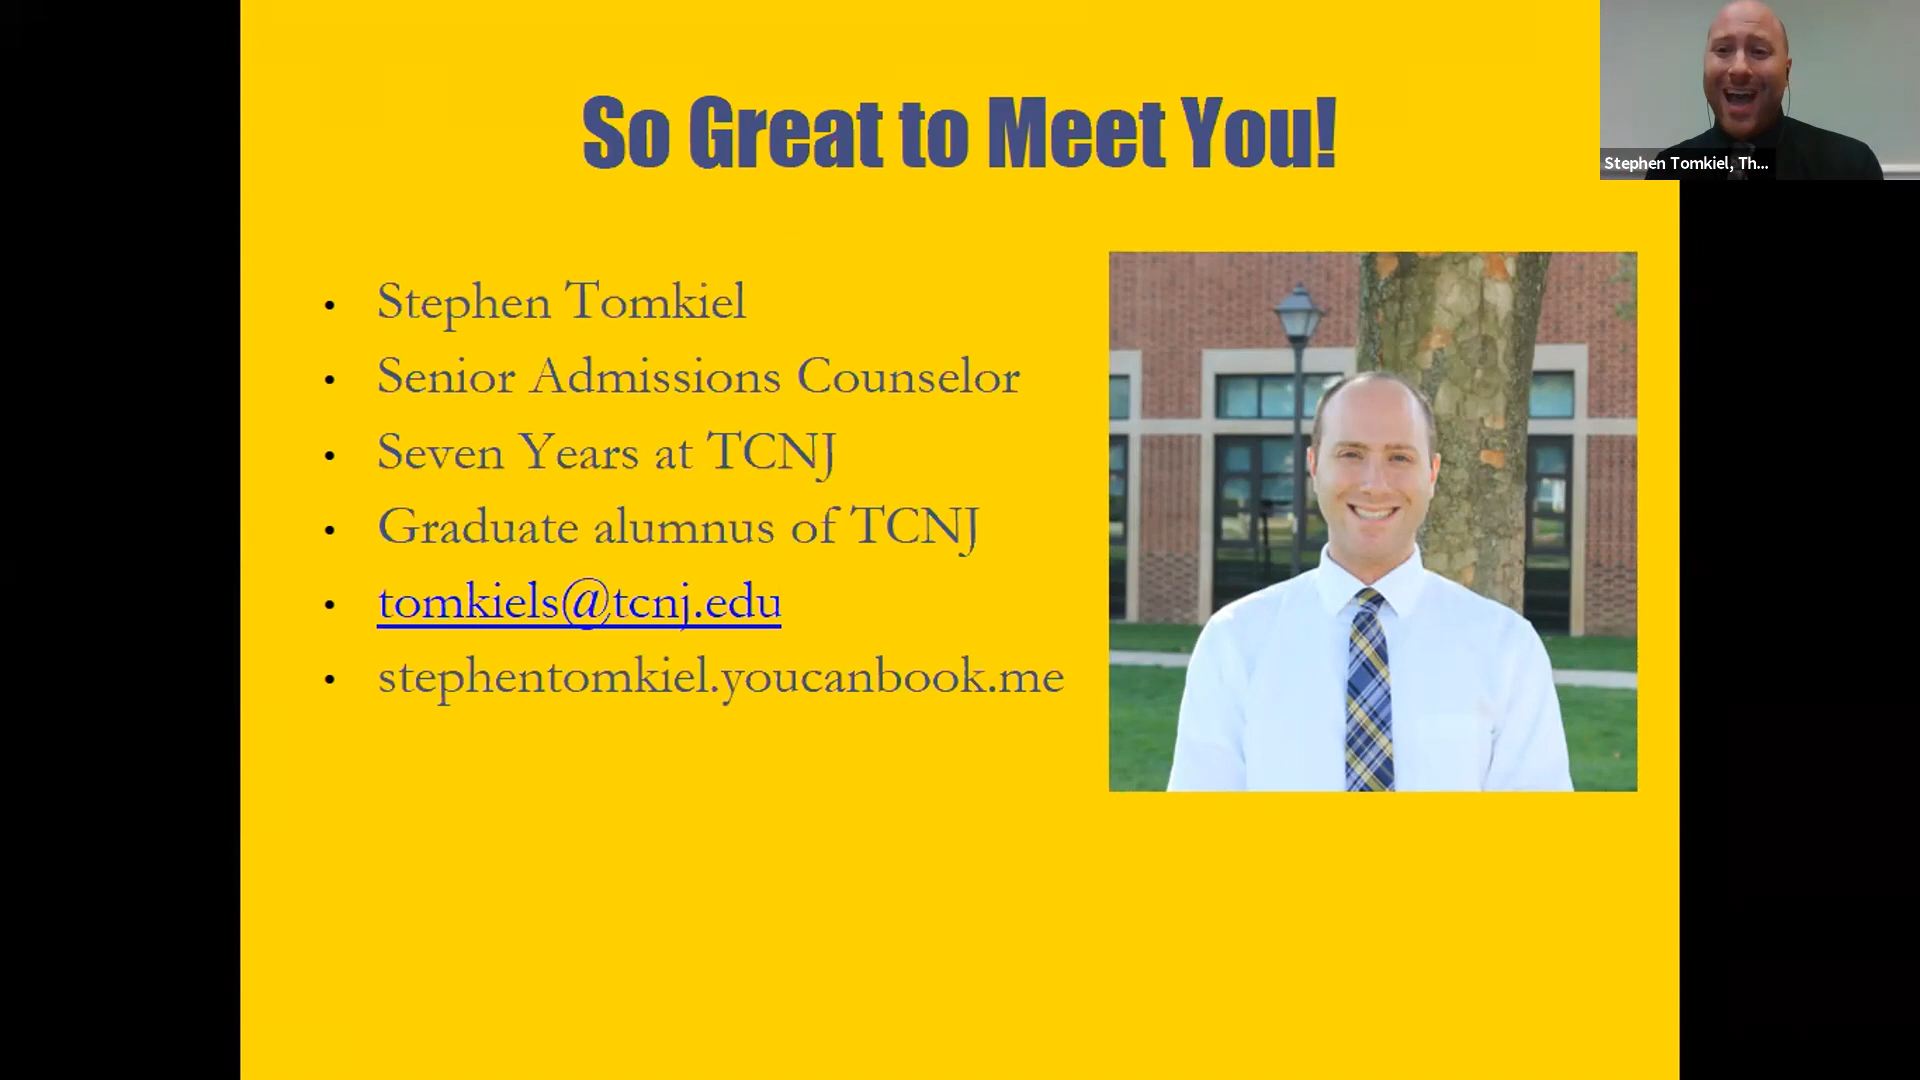 So Great to Meet You!
Stephen Tomkiel, Th...
• Stephen Tomkiel
• Senior Admissions Counselor
• Seven Years at TCNJ
• Graduate alumnus of TCNJ
• tomkiels@tcnj.edu
• stephentomkiel.youcanbook.me